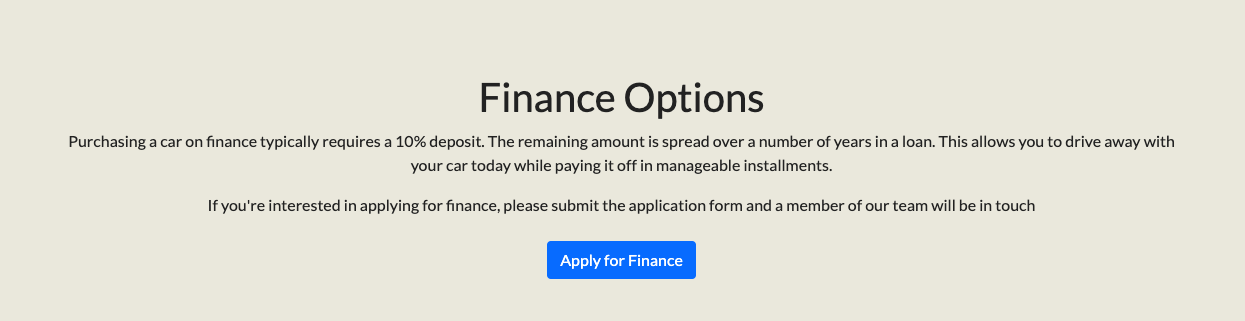 Finance Options
Purchasing a car on finance typically requires a 10% deposit. The remaining amount is spread over a number of years in a loan. This allows you to drive away with
your car today while paying it off in manageable installments.
If you're interested in applying for finance, please submit the application form and a member of our team will be in touch
Apply for Finance